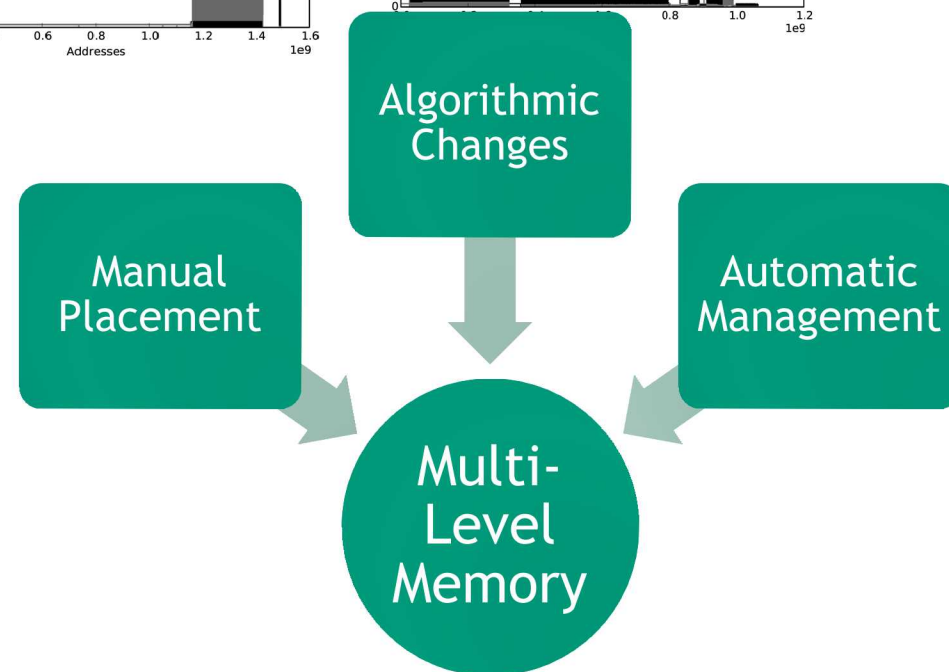 0.6 0.8 1.0 1.2 1.4 1.6
Addresses
1e9
0
0.8 1.0 1.2
1e9
Algorithmic
Changes
Manual
Placement
Automatic
Management
Multi-
Level
Memory